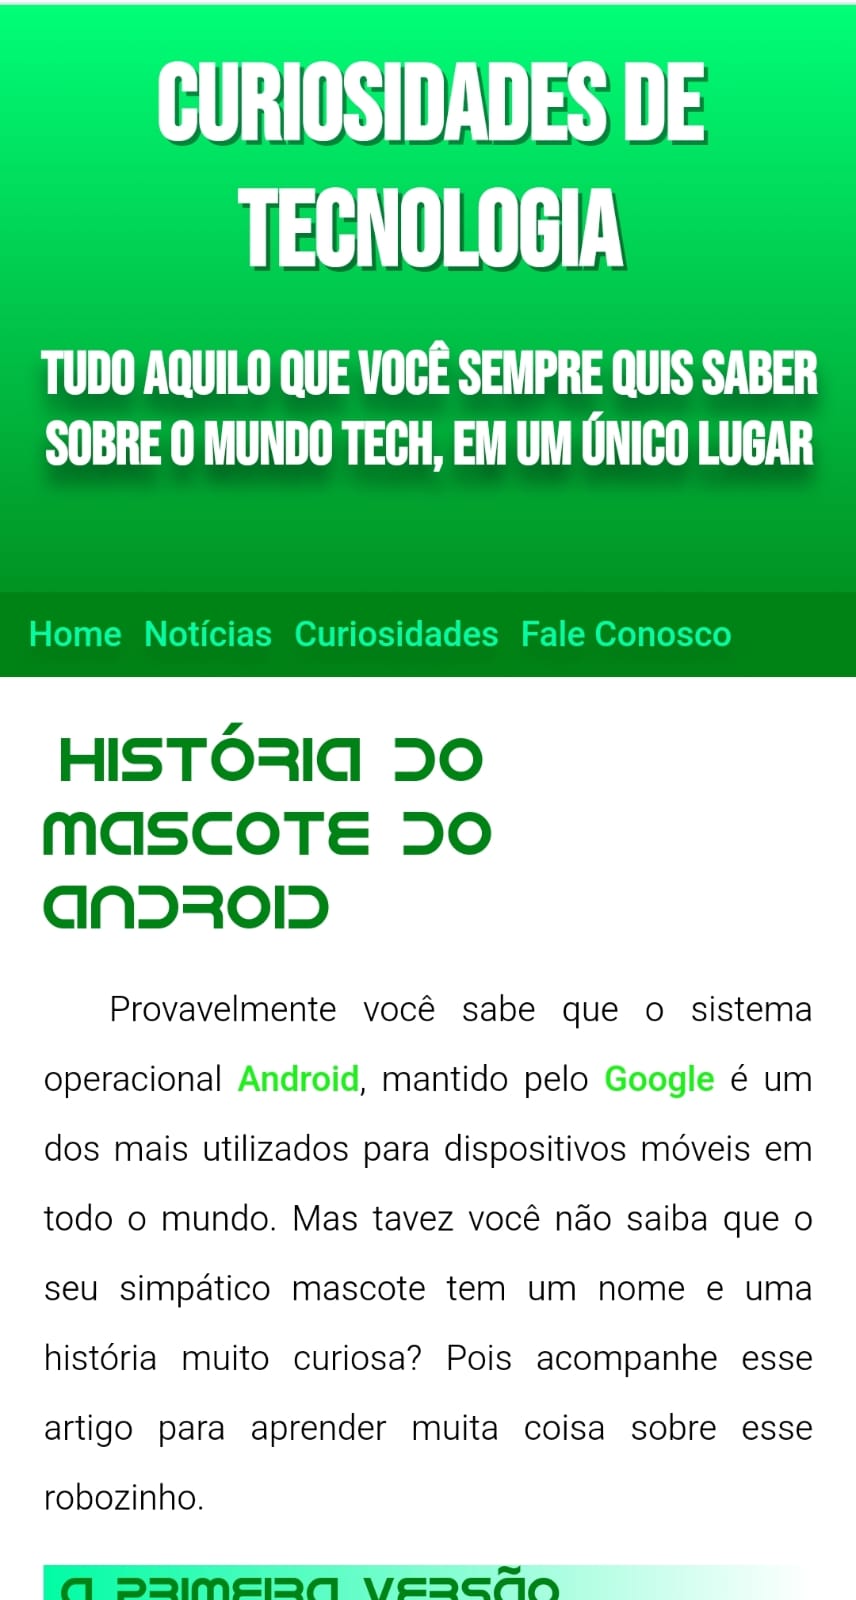 CURIOSIDADES DE
TECNOLOGIA
TUDO AQUILO QUE VOCÊ SEMPRE QUIS SABER
SOBRE O MUNDO TECH, EM UM ÚNICO LUGAR
Home Notícias Curiosidades Fale Conosco
HISTÓRIA DO
MASCOTE DO
ANDROID
Provavelmente você sabe que o sistema
operacional Android, mantido pelo Google é um
dos mais utilizados para dispositivos móveis em
todo o mundo. Mas tavez você não saiba que o
seu simpático mascote tem um nome e uma
história muito curiosa? Pois acompanhe esse
artigo para aprender muita coisa sobre esse
robozinho.
A PRIMEIRA VERSÃO